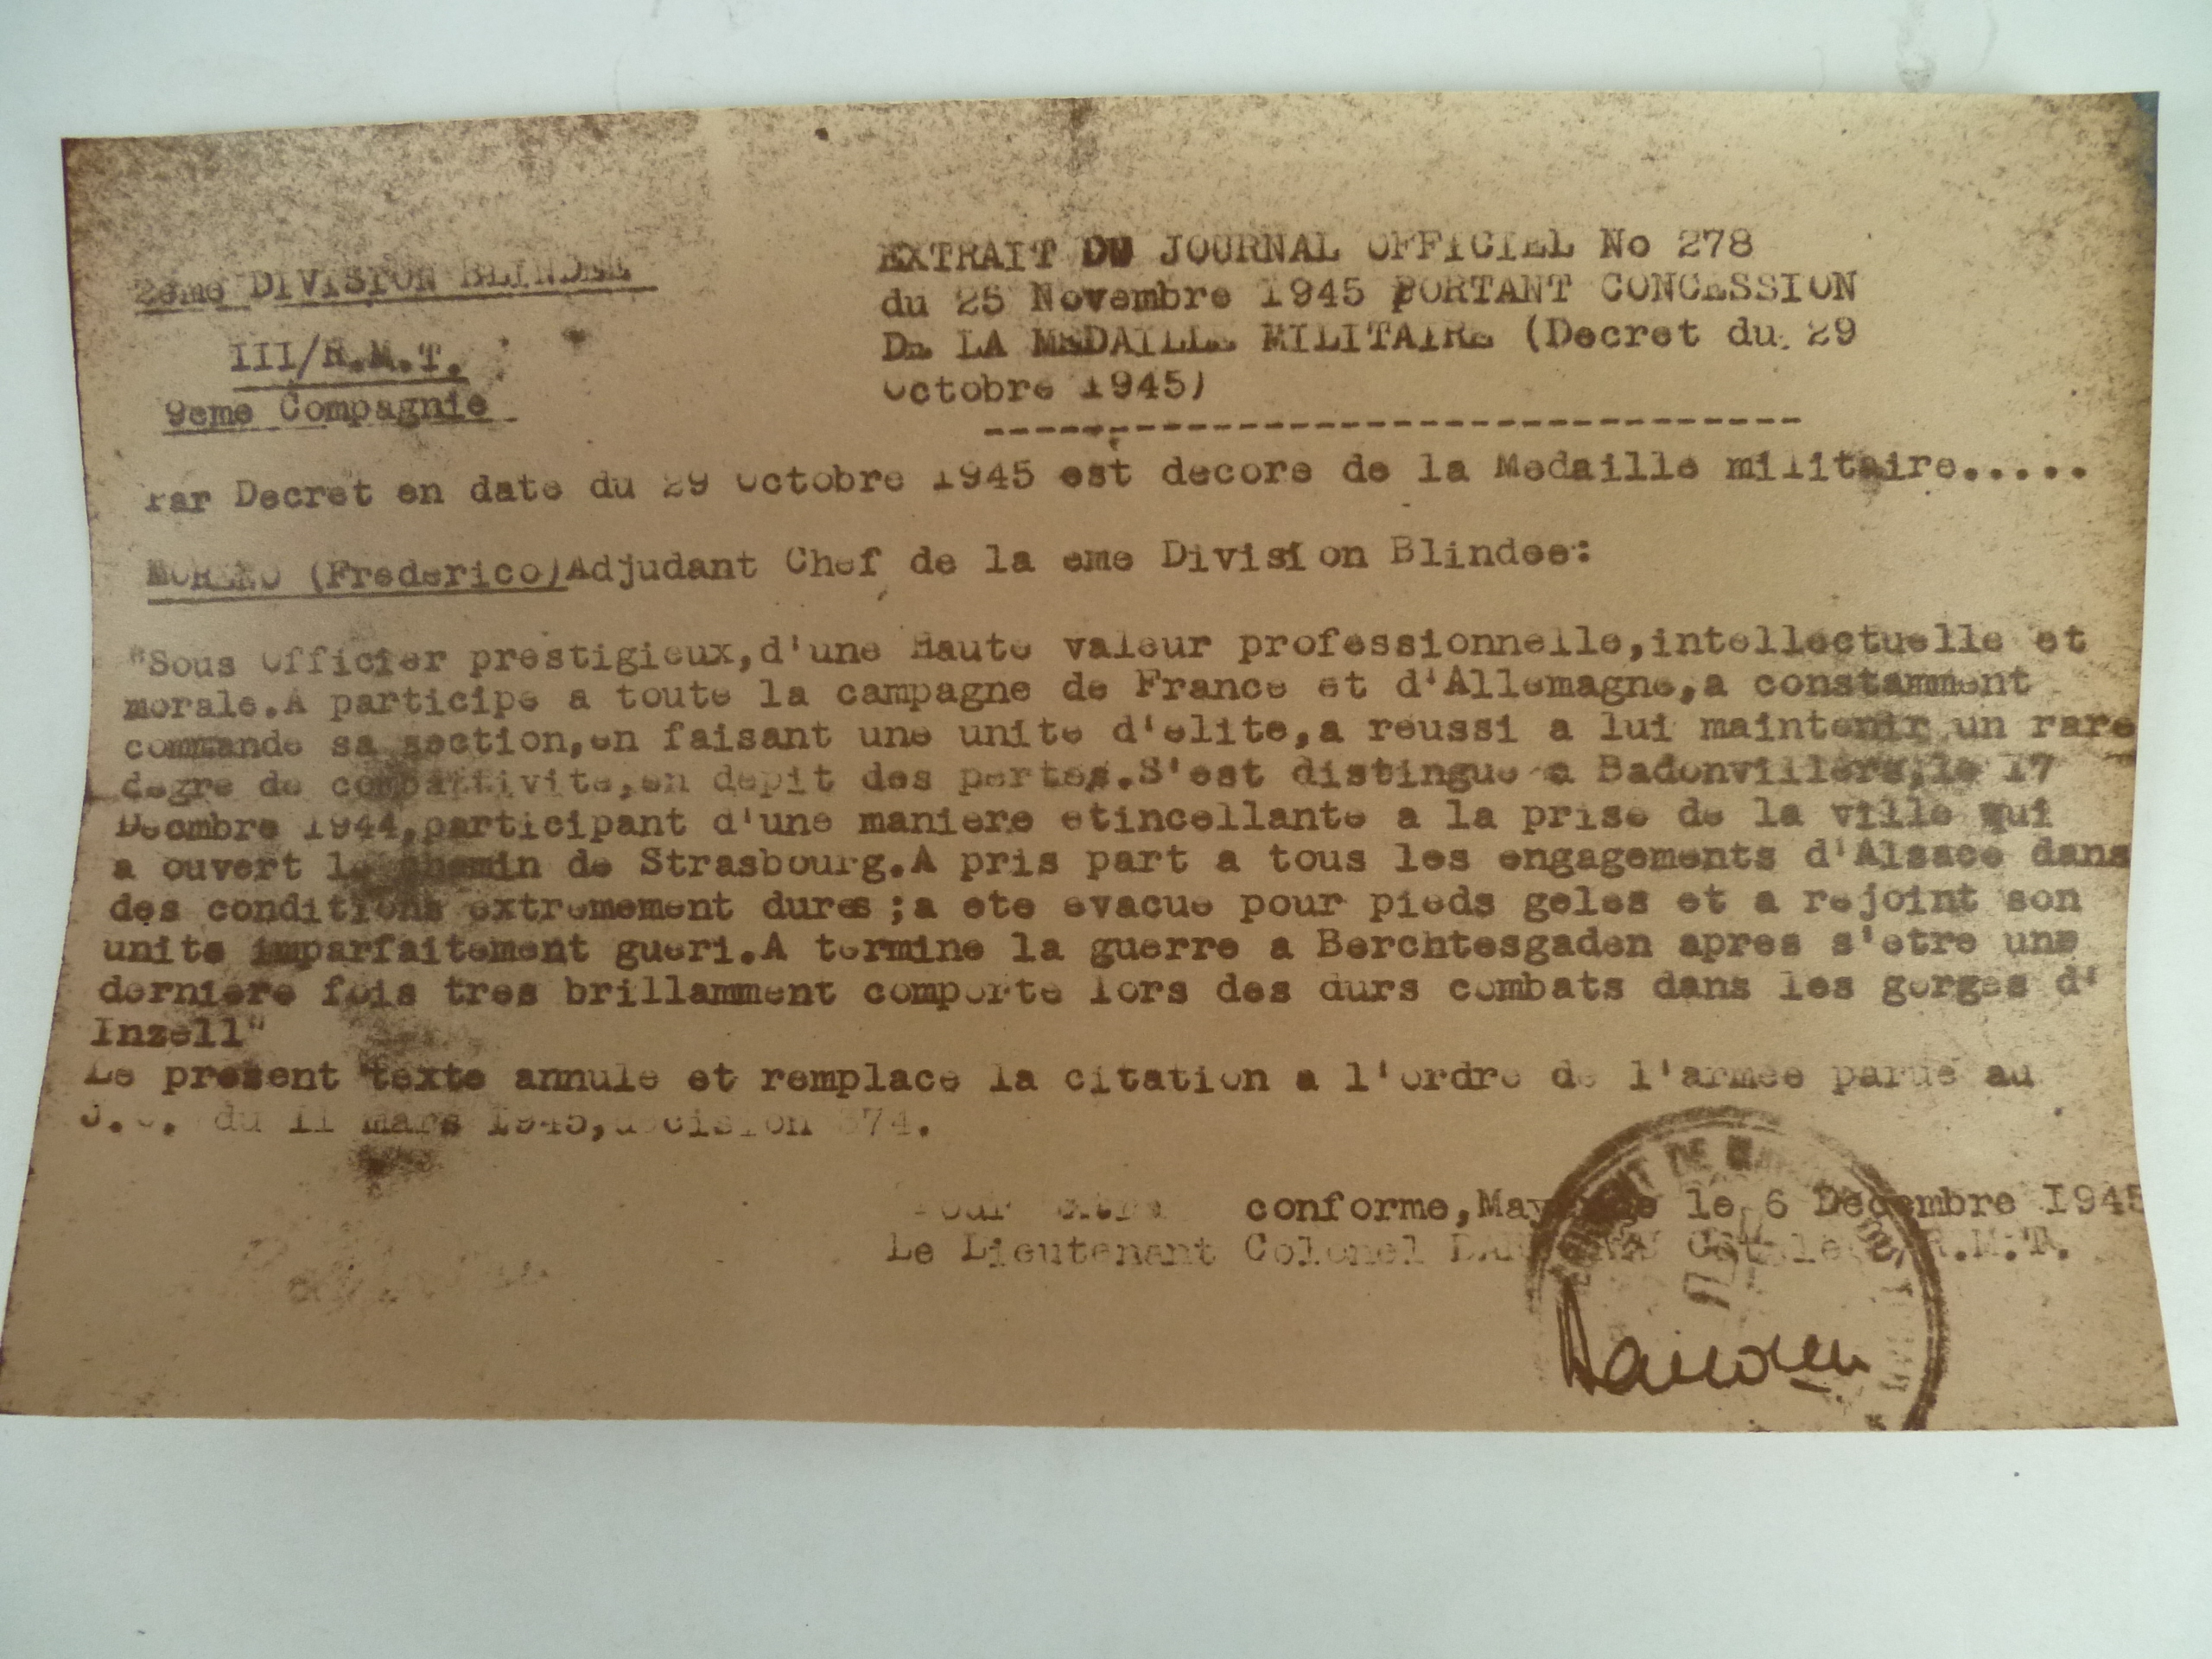 2eme DIVISION BLINDEE
III/R.M.T.
9eme Compagnie
EXTRAIT DU JOURNAL OFFICIEL No 278
du 25 Novembre 1945 PORTANT CONCESSION
DE LA MEDAILLE MILITAIRE (Decret du 29
Octobre 1945)
-------------------------------
Par Decret en date du 29 Octobre 1945 est decore de la Medaille militaire.....
MORENO (Frederico)Adjudant Chef de la eme Division Blindee:
"Sous Officier prestigieux,d'une Haute valeur professionnelle,intellectuelle et
morale.A participe a toute la campagne de France et d'Allemagne,a constamment
commande sa section,en faisant une unite d'elite,a reussi a lui maintenir un rare
degre de combattivite,en depit des pertes.S'est distingue a Badonvillers,le 17
Decmbre 1944,participant d'une maniere etincellante a la prise de la ville qui
a ouvert le chemin de Strasbourg.A pris part a tous les engagements d'Alsace dans
des conditions extremement dures ;a ete evacue pour pieds geles et a rejoint son
unite imparfaitement gueri.A termine la guerre a Berchtesgaden apres s'etre une
derniere fois tres brillamment comporte lors des durs combats dans les gorges d'
Inzell"
Le present texte annule et remplace la citation a l'ordre de l'armee parue au
J.O. du 11 mars 1945,decision 374.
Pour conforme, le 6 Decembre 1945
Le Lieutenant Colonel R.M.T.